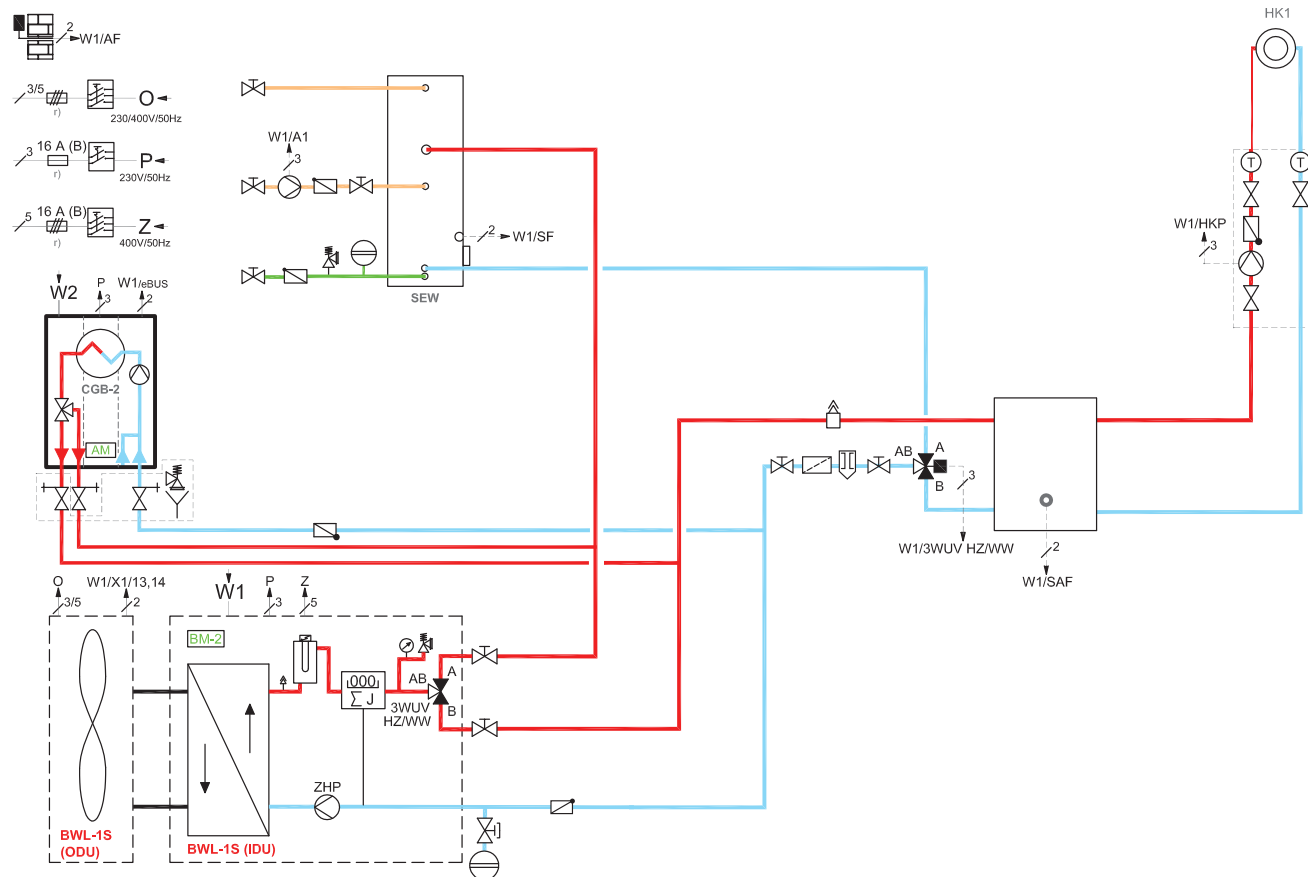 HK1
2
W1/AF
3/5
r)
O
230/400V/50Hz
16 A (B)
3
r)
P
230V/50Hz
16 A (B)
5
r)
Z
400V/50Hz
W1/A1
3
2
W1/SF
SEW
W1/HKP
3
T
T
W2
P
3
W1/eBUS
2
CGB-2
AM
AB
A
B
3
W1/3WUV HZ/WW
2
W1/SAF
O
3/5
W1/X1/13,14
2
W1
P
3
Z
5
BM-2
000
Σ J
AB
A
B
3WUV
HZ/WW
ZHP
BWL-1S
(ODU)
BWL-1S (IDU)